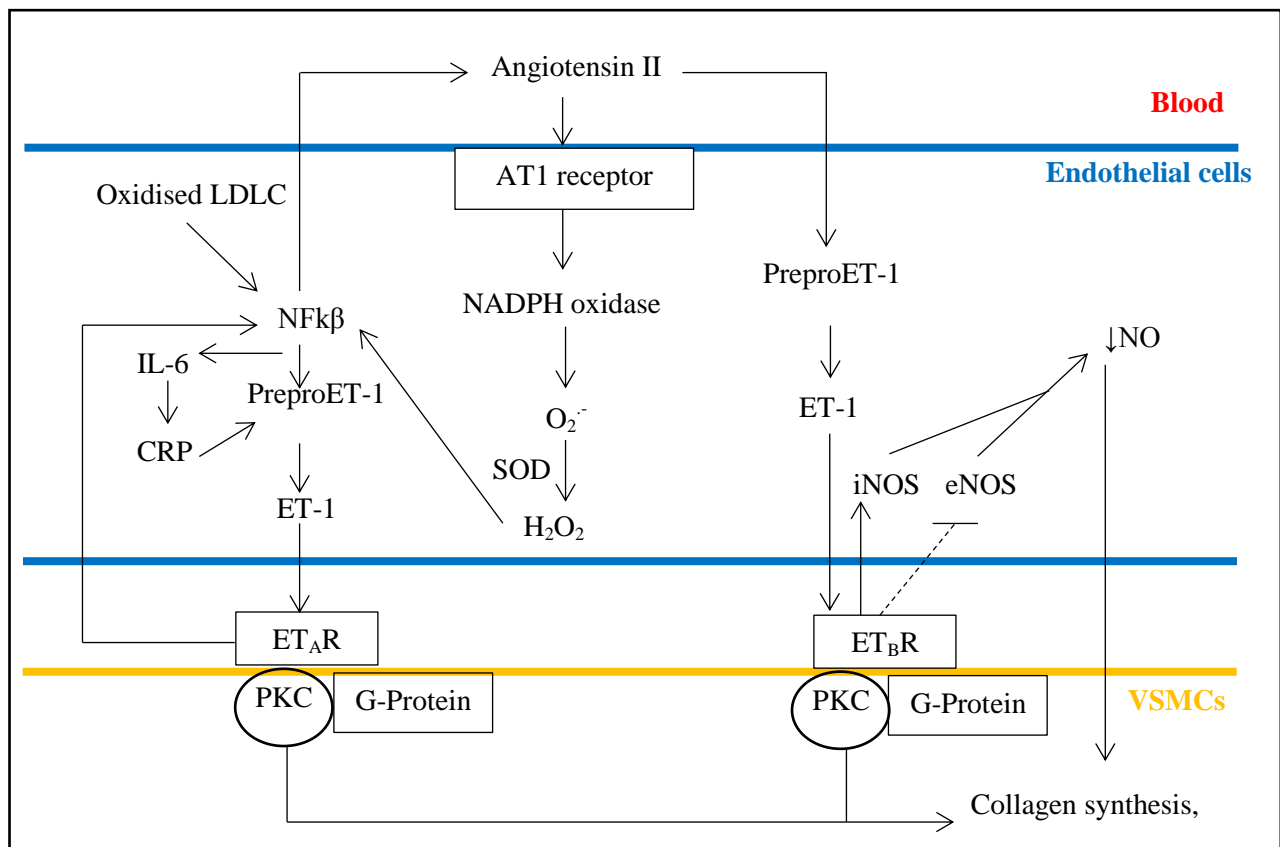 Angiotensin II
Blood
AT1 receptor
Endothelial cells
Oxidised LDLC
PreproET-1
NADPH oxidase
NFkβ
↓NO
IL-6
PreproET-1
ET-1
O₂·⁻
CRP
SOD
iNOS eNOS
ET-1
H₂O₂
ETAR
ETBR
PKC
G-Protein
PKC
G-Protein
VSMCs
Collagen synthesis,